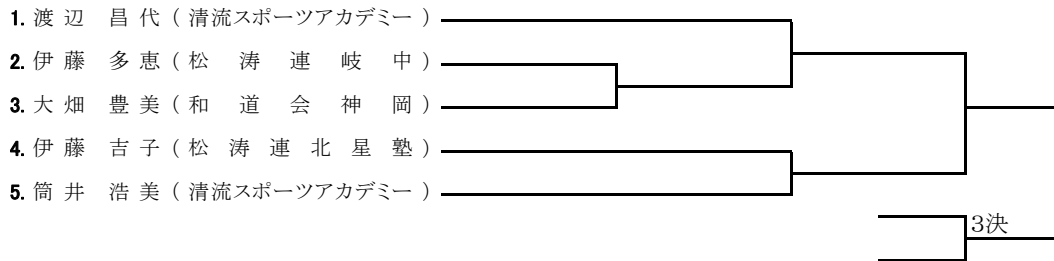 1. 渡辺 昌代(清流スポーツアカデミー)
2. 伊藤 多恵(松涛連岐中)
3. 大畑 豊美(和道会神岡)
4. 伊藤 吉子(松涛連北星塾)
5. 筒井 浩美(清流スポーツアカデミー)
3決